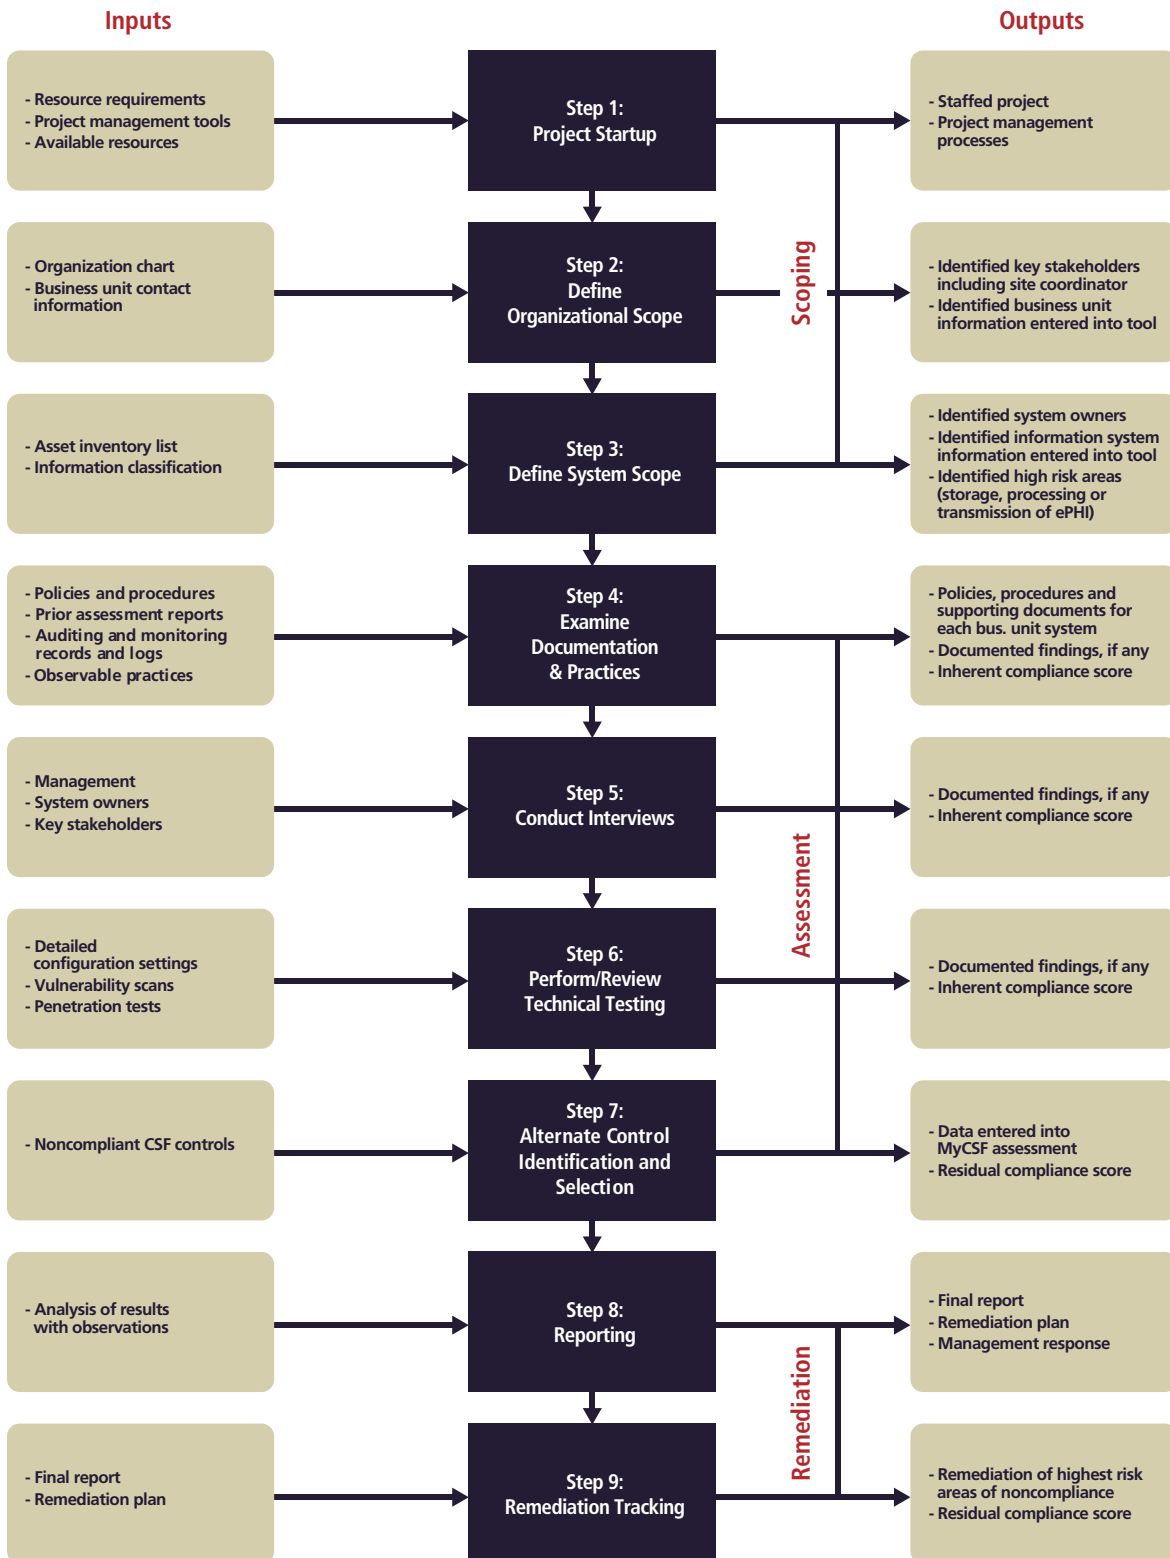 Inputs
Outputs
- Resource requirements
- Project management tools
- Available resources
Step 1:
Project Startup
- Staffed project
- Project management
processes
- Organization chart
- Business unit contact
information
Step 2:
Define
Organizational Scope
- Identified key stakeholders
including site coordinator
- Identified business unit
information entered into tool
Scoping
- Asset inventory list
- Information classification
Step 3:
Define System Scope
- Identified system owners
- Identified information system
information entered into tool
- Identified high risk areas
(storage, processing or
transmission of ePHI)
- Policies and procedures
- Prior assessment reports
- Auditing and monitoring
records and logs
- Observable practices
Step 4:
Examine
Documentation
& Practices
- Policies, procedures and
supporting documents for
each bus. unit system
- Documented findings, if any
- Inherent compliance score
- Management
- System owners
- Key stakeholders
Step 5:
Conduct Interviews
- Documented findings, if any
- Inherent compliance score
Assessment
- Detailed
configuration settings
- Vulnerability scans
- Penetration tests
Step 6:
Perform/Review
Technical Testing
- Documented findings, if any
- Inherent compliance score
- Noncompliant CSF controls
Step 7:
Alternate Control
Identification and
Selection
- Data entered into
MyCSF assessment
- Residual compliance score
- Analysis of results
with observations
Step 8:
Reporting
- Final report
- Remediation plan
- Management response
Remediation
- Final report
- Remediation plan
Step 9:
Remediation Tracking
- Remediation of highest risk
areas of noncompliance
- Residual compliance score